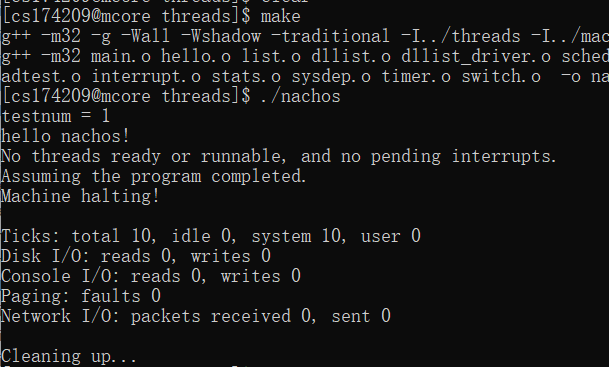 [cs174209@mcore threads]$ clear
[cs174209@mcore threads]$ make
g++ -m32 -g -Wall -Wshadow -traditional -I../threads -I../mac
g++ -m32 main.o hello.o list.o dllist.o dllist_driver.o sched
adtest.o interrupt.o stats.o sysdep.o timer.o switch.o -o na
[cs174209@mcore threads]$ ./nachos
testnum = 1
hello nachos!
No threads ready or runnable, and no pending interrupts.
Assuming the program completed.
Machine halting!
Ticks: total 10, idle 0, system 10, user 0
Disk I/O: reads 0, writes 0
Console I/O: reads 0, writes 0
Paging: faults 0
Network I/O: packets received 0, sent 0
Cleaning up...